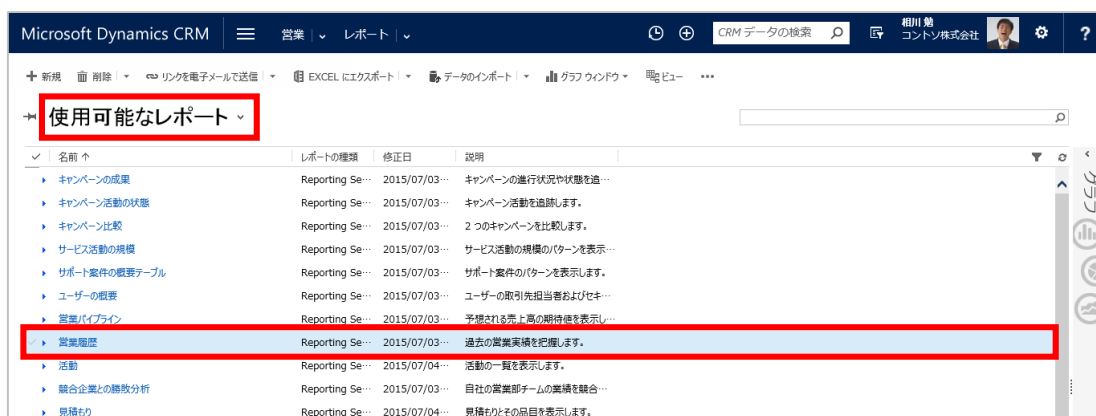 Microsoft Dynamics CRM 営業 レポート CRM データの検索 相川 勉 コントソ株式会社 ?
新規 削除 リンクを電子メールで送信 EXCEL にエクスポート データのインポート グラフ ウィンドウ ビュー •••
使用可能なレポート
名前 ↑ レポートの種類 修正日 説明
キャンペーンの成果 Reporting Se… 2015/07/03… キャンペーンの進行状況や状態を追…
キャンペーン活動の状態 Reporting Se… 2015/07/03… キャンペーン活動を追跡します。
キャンペーン比較 Reporting Se… 2015/07/03… 2 つのキャンペーンを比較します。
サービス活動の規模 Reporting Se… 2015/07/03… サービス活動の規模のパターンを表示…
サポート案件の概要テーブル Reporting Se… 2015/07/03… サポート案件のパターンを表示します。
ユーザーの概要 Reporting Se… 2015/07/03… ユーザーの取引先担当者およびセキ…
営業パイプライン Reporting Se… 2015/07/03… 予想される売上高の期待値を表示し…
営業履歴 Reporting Se… 2015/07/03… 過去の営業実績を把握します。
活動 Reporting Se… 2015/07/04… 活動の一覧を表示します。
競合企業との勝敗分析 Reporting Se… 2015/07/03… 自社の営業部チームの業績を競合…
見積もり Reporting Se… 2015/07/04… 見積もりとその品目を表示します。
グラフ